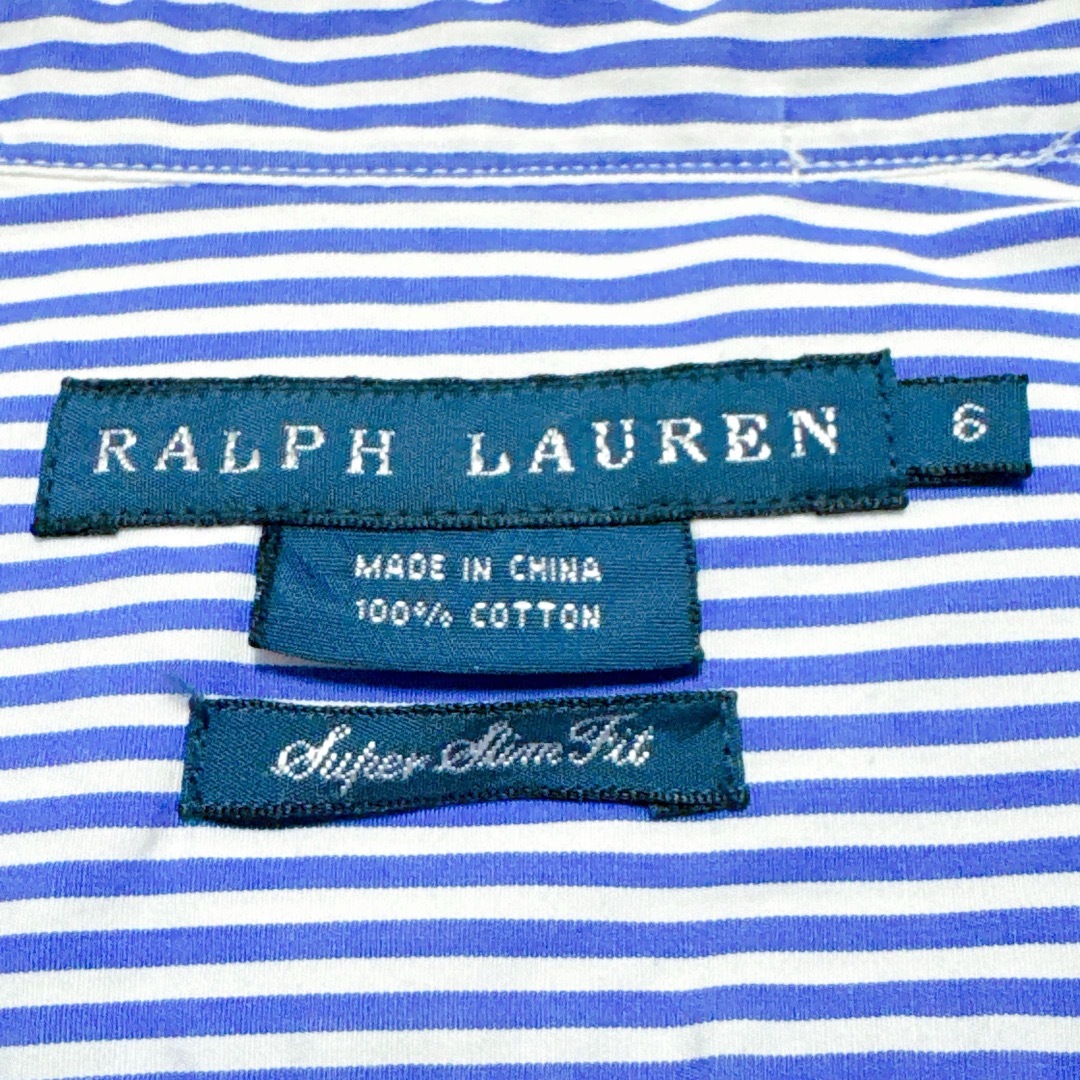 RALPH LAUREN 6
MADE IN CHINA
100% COTTON
Super Slim Fit